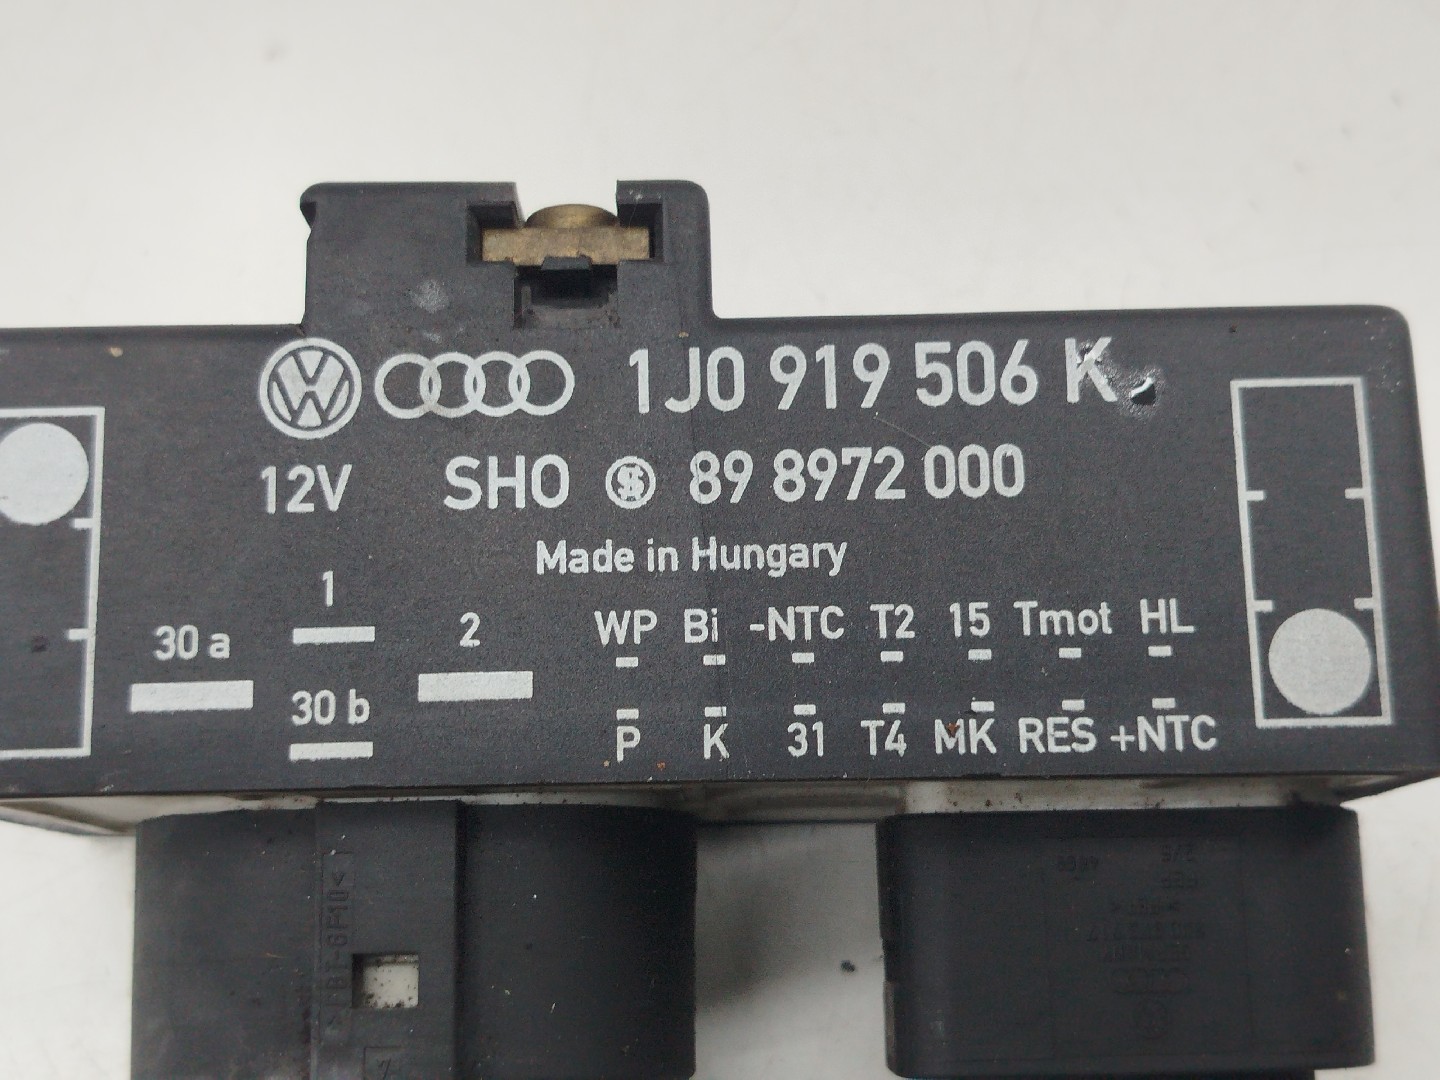 1J0 919 506 K
12V SHO 89 8972 000
Made in Hungary
1
30 a 2
30 b
WP Bi -NTC T2 15 Tmot HL
P K 31 T4 MK RES +NTC